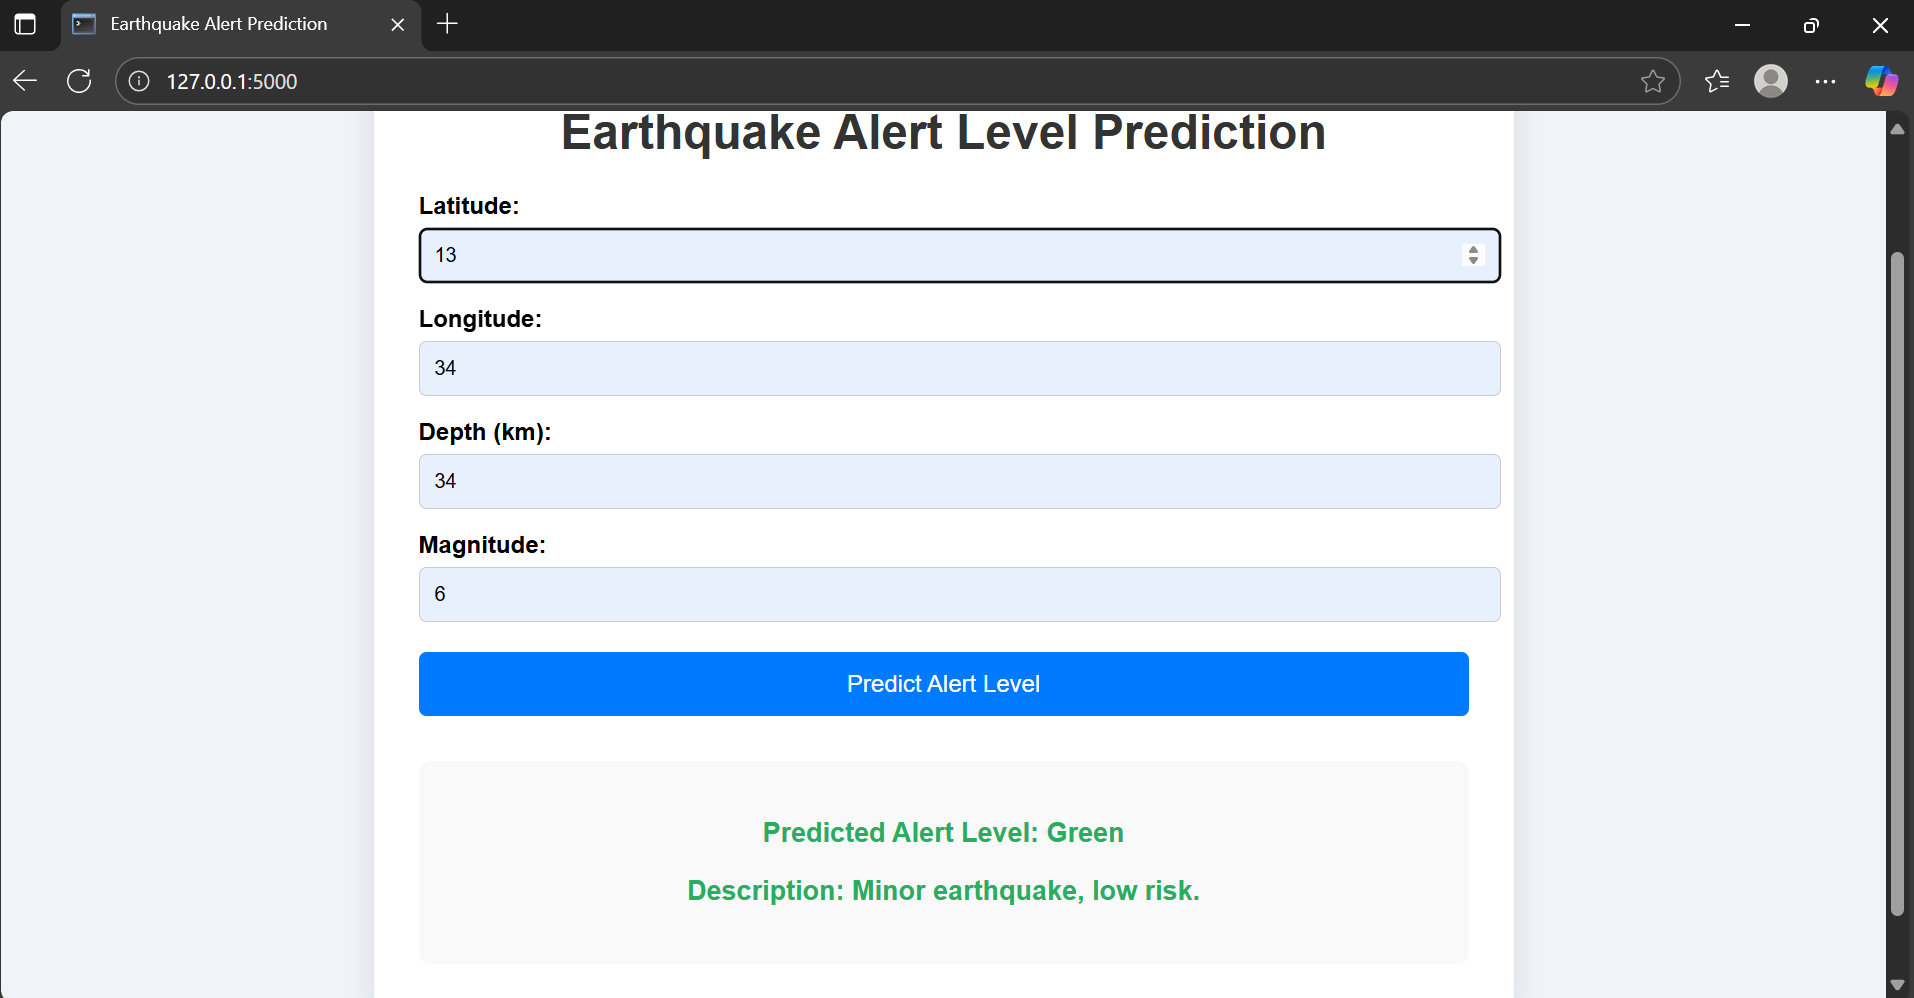 Earthquake Alert Prediction
127.0.0.1:5000
Earthquake Alert Level Prediction
Latitude:
13
Longitude:
34
Depth (km):
34
Magnitude:
6
Predict Alert Level
Predicted Alert Level: Green
Description: Minor earthquake, low risk.